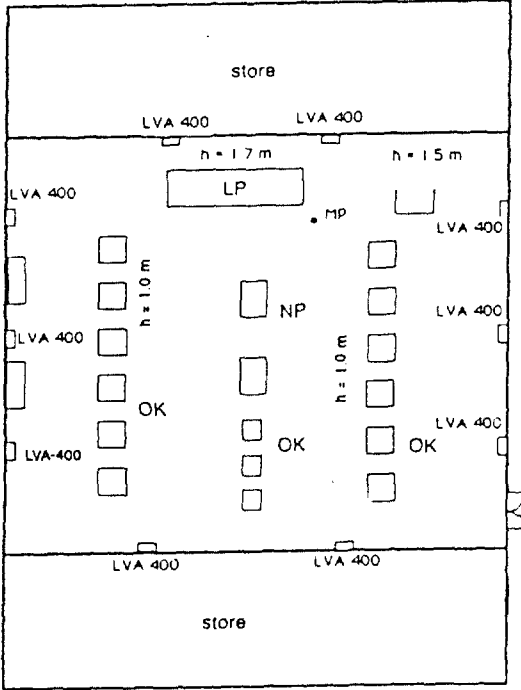 store
LVA 400
LVA 400
h = 1.7 m
h = 1.5 m
LVA 400
LP
MP
LVA 400
h = 1.0 m
NP
LVA 400
LVA 400
h = 1.0 m
OK
LVA 400
OK
OK
LVA-400
LVA 400
LVA 400
store